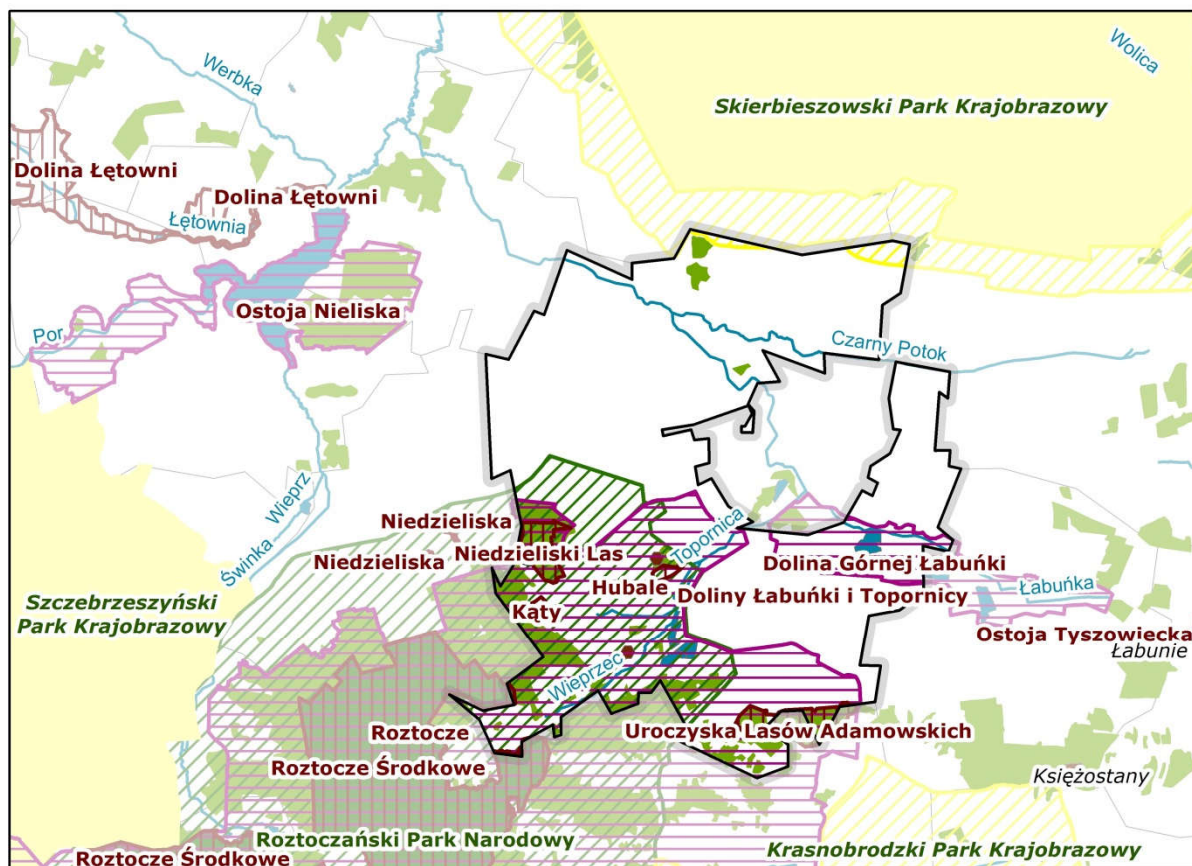 Wolica
Werbka
Skierbieszowski Park Krajobrazowy
Dolina Łętowni
Dolina Łętowni
Łętownia
Ostoja Nieliska
Por
Czarny Potok
Wieprz
Świnka
Niedzieliska
Topornica
Niedzieliski Las
Niedzieliska
Dolina Górnej Łabuńki
Hubale
Doliny Łabuńki i Topornicy
Łabuńka
Szczebrzeszyński
Park Krajobrazowy
Kąty
Ostoja Tyszowiecka
Łabunie
Wieprzec
Roztocze
Uroczyska Lasów Adamowskich
Roztocze Środkowe
Księżostany
Roztoczański Park Narodowy
Krasnobrodzki Park Krajobrazowy
Roztocze Środkowe